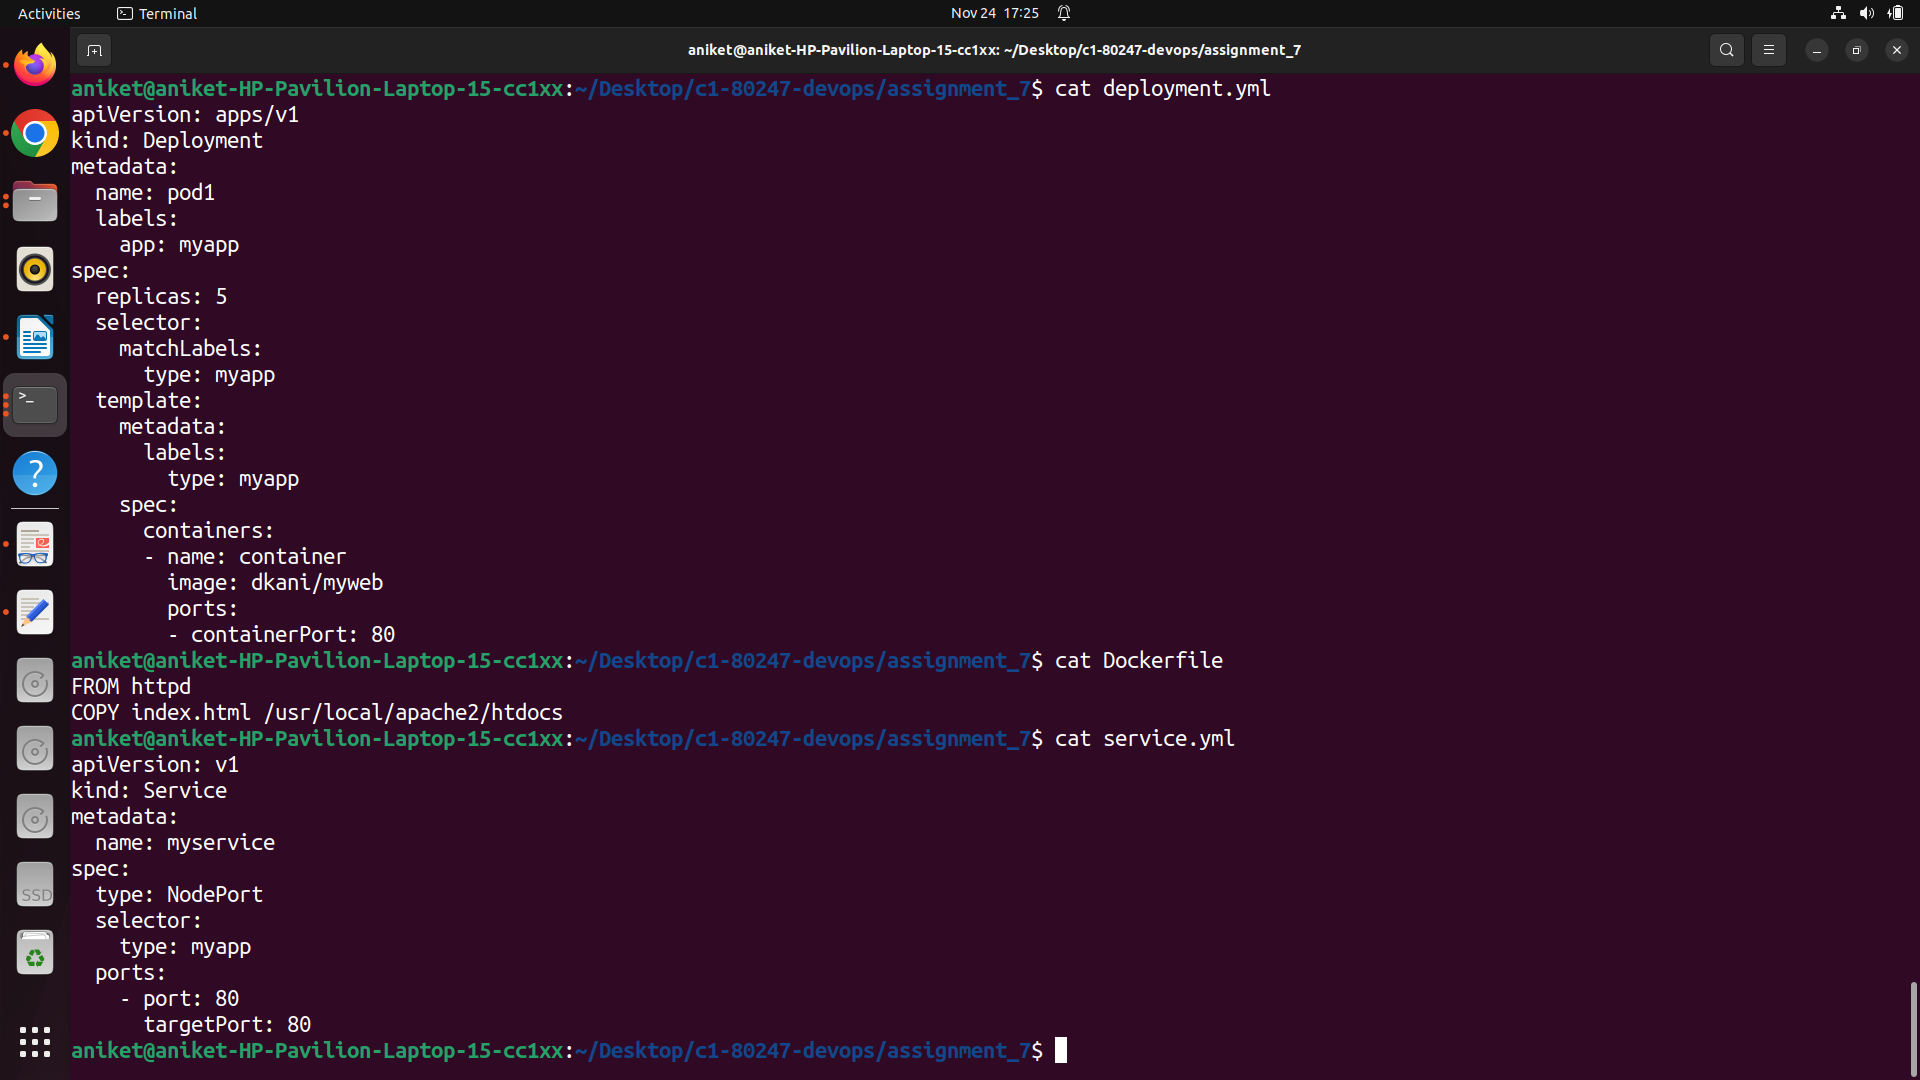 Activities
Terminal
Nov 24 17:25
aniket@aniket-HP-Pavilion-Laptop-15-cc1xx: ~/Desktop/c1-80247-devops/assignment_7
aniket@aniket-HP-Pavilion-Laptop-15-cc1xx:~/Desktop/c1-80247-devops/assignment_7$ cat deployment.yml
apiVersion: apps/v1
kind: Deployment
metadata:
  name: pod1
  labels:
    app: myapp
spec:
  replicas: 5
  selector:
    matchLabels:
      type: myapp
  template:
    metadata:
      labels:
        type: myapp
    spec:
      containers:
      - name: container
        image: dkani/myweb
        ports:
        - containerPort: 80
aniket@aniket-HP-Pavilion-Laptop-15-cc1xx:~/Desktop/c1-80247-devops/assignment_7$ cat Dockerfile
FROM httpd
COPY index.html /usr/local/apache2/htdocs
aniket@aniket-HP-Pavilion-Laptop-15-cc1xx:~/Desktop/c1-80247-devops/assignment_7$ cat service.yml
apiVersion: v1
kind: Service
metadata:
  name: myservice
spec:
  type: NodePort
  selector:
    type: myapp
  ports:
    - port: 80
      targetPort: 80
aniket@aniket-HP-Pavilion-Laptop-15-cc1xx:~/Desktop/c1-80247-devops/assignment_7$
SSD